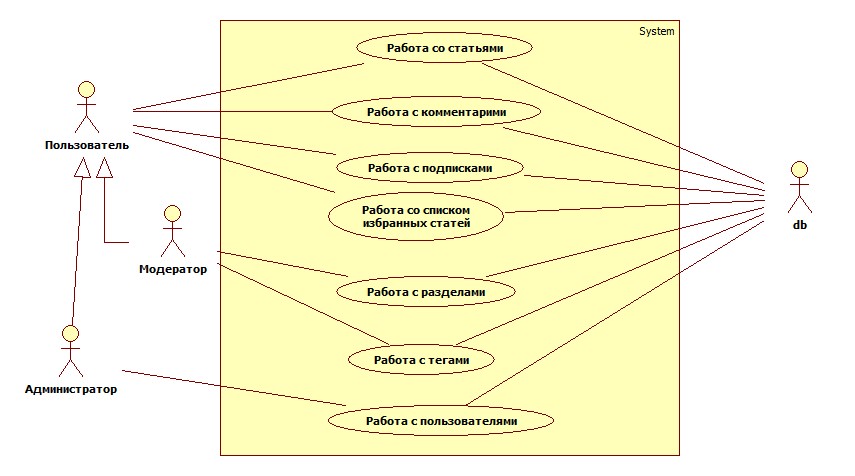 System
Работа со статьями
Работа с комментарими
Пользователь
Работа с подписками
Работа со списком
избранных статей
db
Модератор
Работа с разделами
Работа с тегами
Администратор
Работа с пользователями